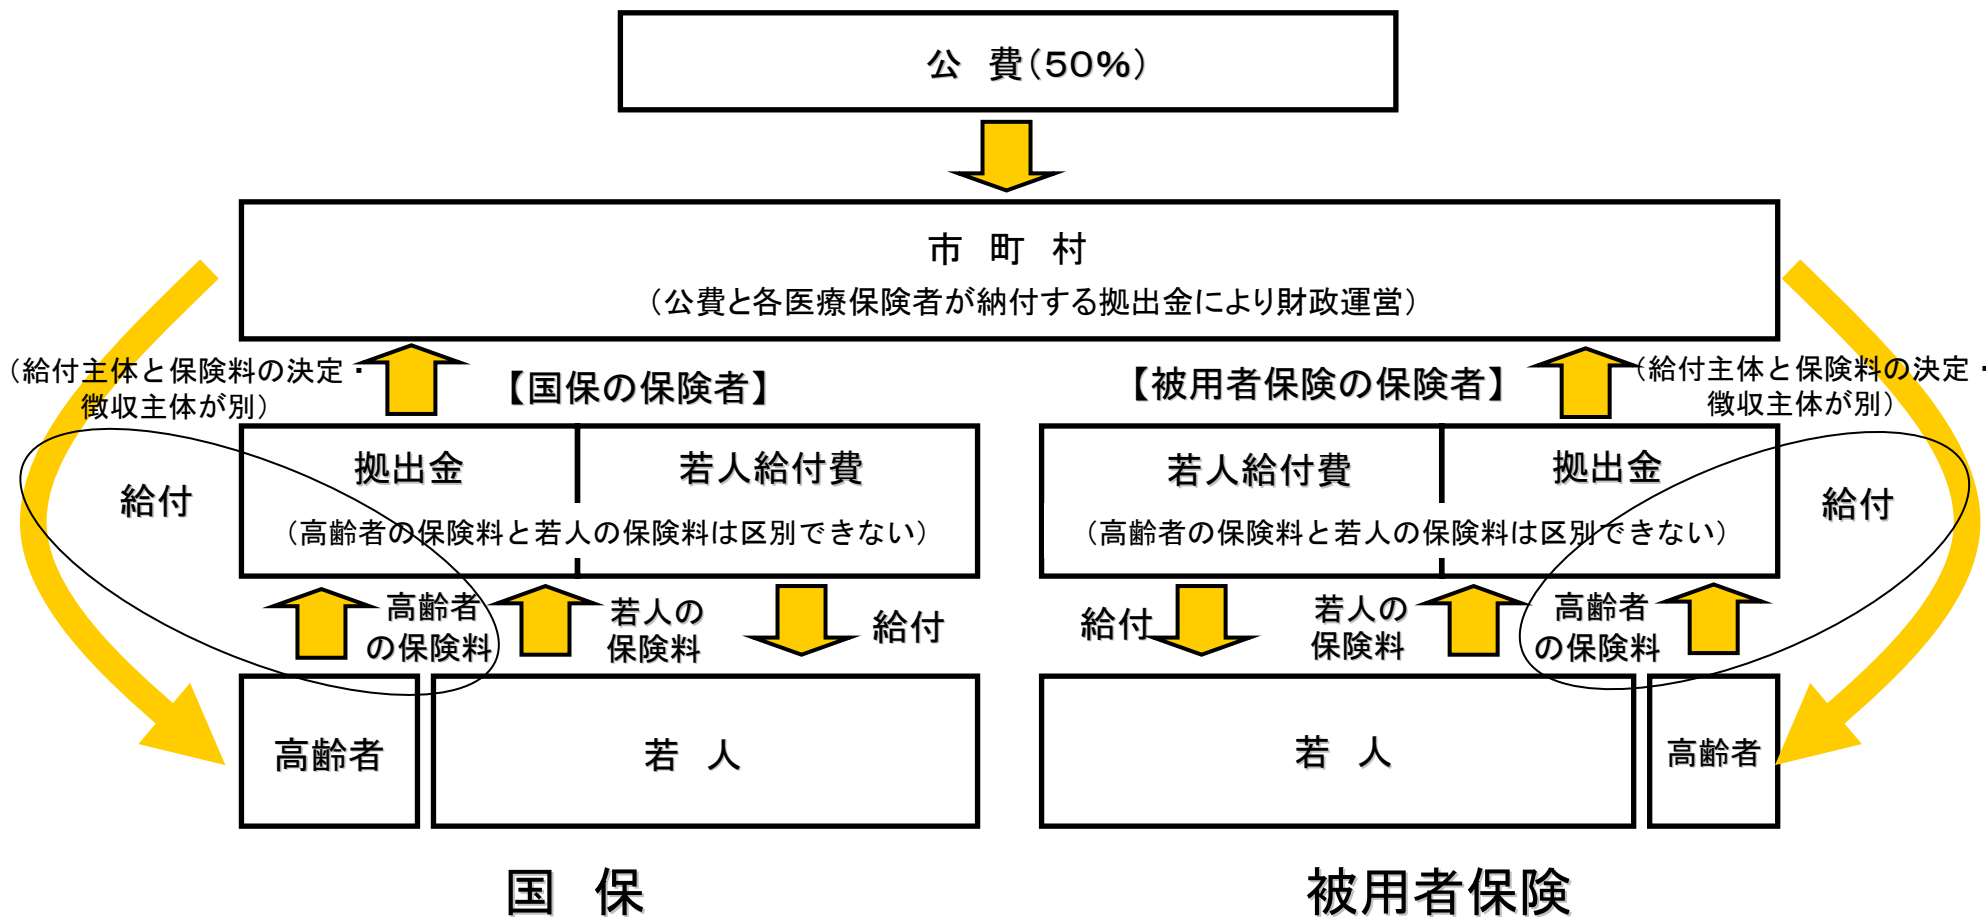 公　費（50％）
市　町　村
（公費と各医療保険者が納付する拠出金により財政運営）
（給付主体と保険料の決定・
徴収主体が別）
【国保の保険者】
【被用者保険の保険者】
（給付主体と保険料の決定・
徴収主体が別）
給付
拠出金
若人給付費
（高齢者の保険料と若人の保険料は区別できない）
若人給付費
拠出金
（高齢者の保険料と若人の保険料は区別できない）
給付
高齢者
の保険料
若人の
保険料
給付
給付
若人の
保険料
高齢者
の保険料
高齢者
若　人
若　人
高齢者
国　保
被用者保険